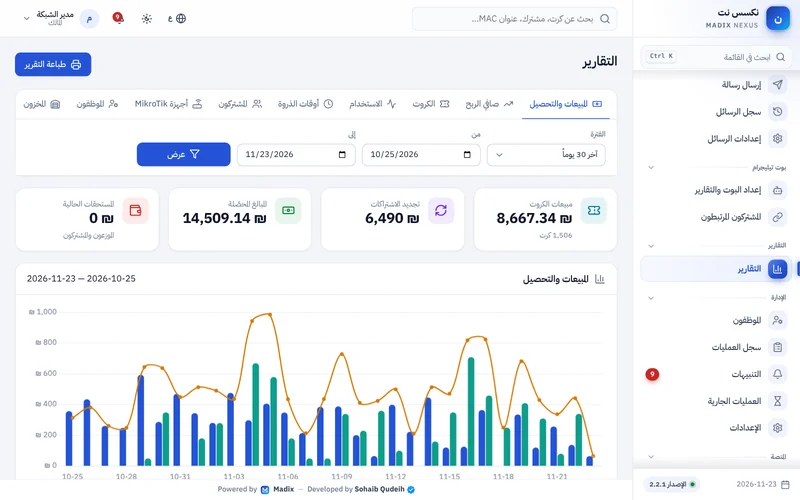 نكسس نت
MADIX NEXUS
ن
ابحث في القائمة
Ctrl K
إرسال رسالة
سجل الرسائل
إعدادات الرسائل
بوت تيليجرام
إعداد البوت والتقارير
المشتركون المرتبطون
التقارير
التقارير
الإدارة
الموظفون
سجل العمليات
التنبيهات
9
العمليات الجارية
الإعدادات
المنصة
2026-11-23
الإصدار 2.2.1
بحث عن كرت، مشترك، عنوان MAC...
ع
9
م
مدير الشبكة
المالك
التقارير
طباعة التقرير
المبيعات والتحصيل
صافي الربح
الكروت
الاستخدام
أوقات الذروة
المشتركون
أجهزة MikroTik
الموظفون
المخزون
الفترة
من
إلى
آخر 30 يوماً
10/25/2026
11/23/2026
عرض
مبيعات الكروت
8,667.34 ₪
1,506 كرت
تجديد الاشتراكات
6,490 ₪
المبالغ المحصّلة
14,509.14 ₪
المستحقات الحالية
0 ₪
الموزعون والمشتركون
المبيعات والتحصيل
2026-10-25 — 2026-11-23
₪ 1,000
₪ 800
₪ 600
₪ 400
₪ 200
₪ 0
10-25
10-28
10-31
11-03
11-06
11-09
11-12
11-15
11-18
11-21
Powered by Madix — Developed by Sohaib Qudeih